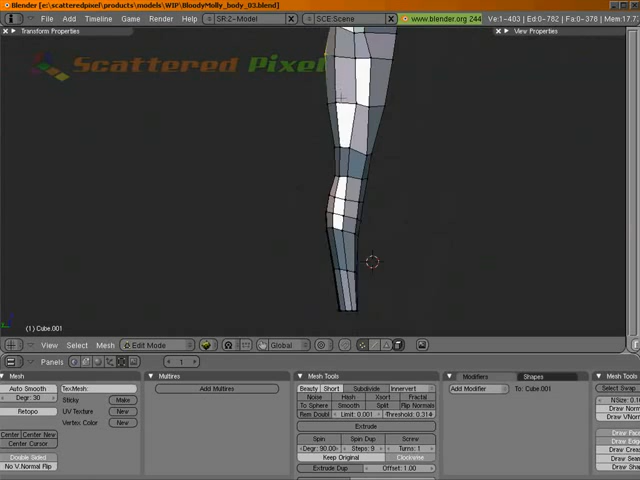 Blender [e:\scatteredpixel\products\models\WIP\BloodyMolly_body_03.blend]
File Add Timeline Game Render Help SR:2-Model SCE:Scene www.blender.org 244 Ve:1-403 | Ed:0-782 | Fa:0-378 | Mem:17.7
Transform Properties View Properties
Scattered Pixel
(1) Cube.001
View Select Mesh Edit Mode Global
Panels 1
Mesh Multires Mesh Tools Modifiers Shapes Mesh Tools
Auto Smooth TexMesh: Add Multires Beauty Short Subdivide Innervert Add Modifier To: Cube.001 Select Swap
Degr: 30 Sticky Make Noise Hash Xsort Fractal NSize: 0.10
Retopo UV Texture New To Sphere Smooth Split Flip Normals Draw Norm
Vertex Color New Rem Doubl Limit: 0.001 Threshold: 0.314 Draw VNor
Center Center New Extrude Draw Fac
Center Cursor Spin Spin Dup Screw Draw Edg
Double Sided Degr: 90.00 Steps: 9 Turns: 1 Draw Creas
No V.Normal Flip Keep Original Clockwise Draw Sea
Extrude Dup Offset: 1.00